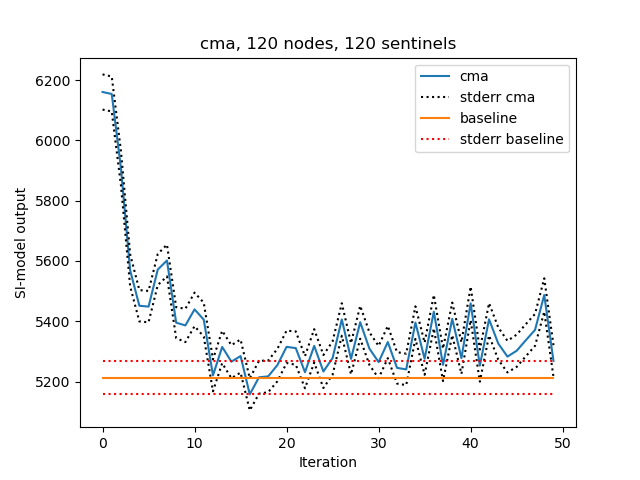 cma, 120 nodes, 120 sentinels
cma
stderr cma
baseline
stderr baseline
SI-model output
6200
6000
5800
5600
5400
5200
0
10
20
30
40
50
Iteration